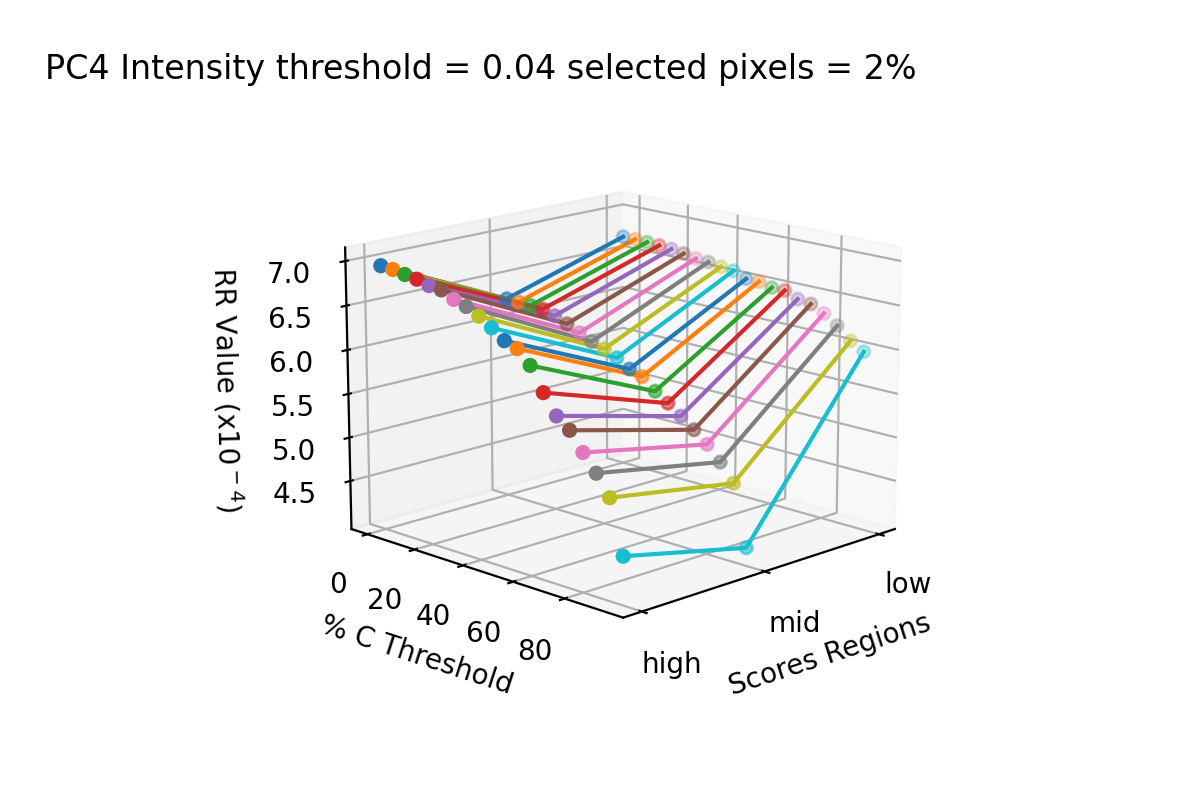 PC4 Intensity threshold = 0.04 selected pixels = 2%
RR Value (x10⁻⁴)
7.0
6.5
6.0
5.5
5.0
4.5
0
20
40
60
80
% C Threshold
high
mid
low
Scores Regions